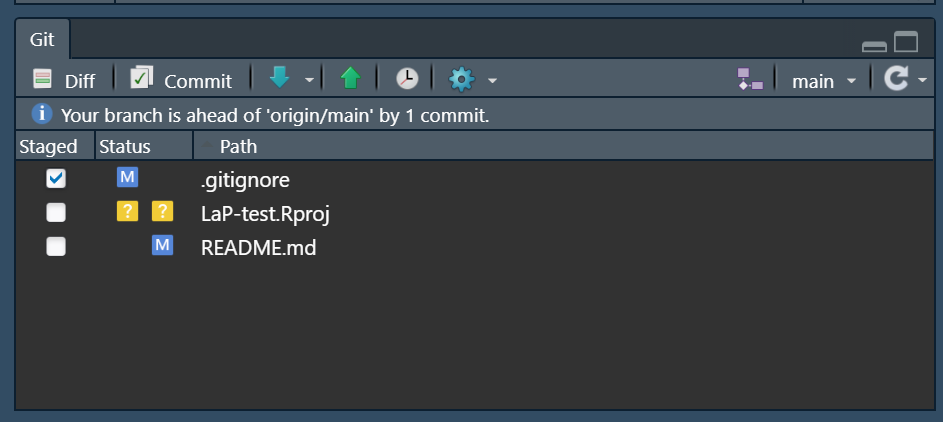 Git
Diff Commit main
Your branch is ahead of 'origin/main' by 1 commit.
Staged Status Path
M .gitignore
? ? LaP-test.Rproj
M README.md